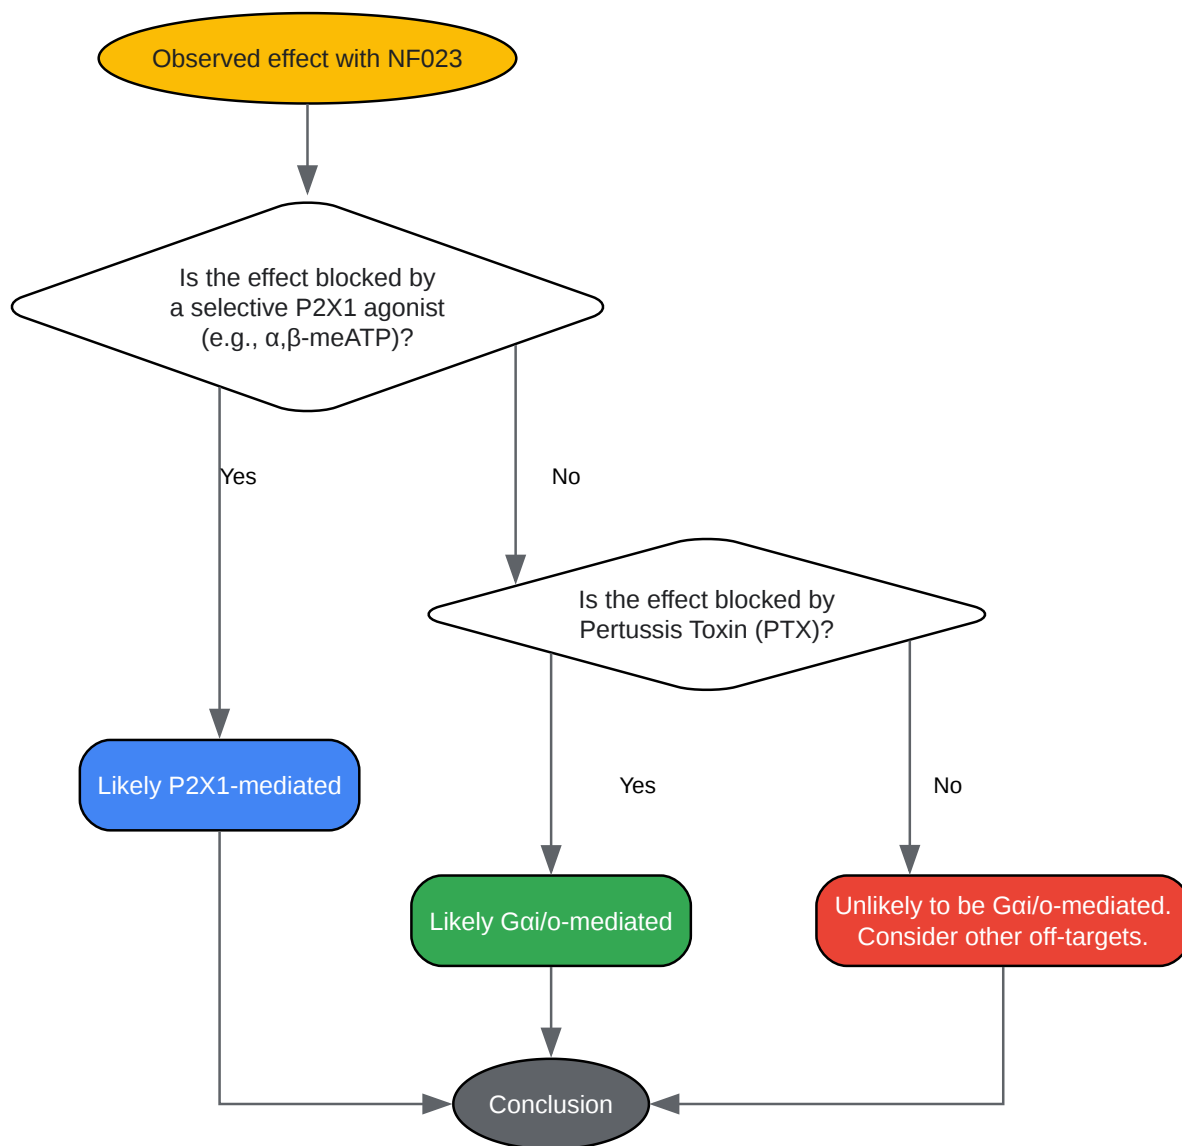 Observed effect with NF023
Is the effect blocked by
a selective P2X1 agonist
(e.g., α,β-meATP)?
Yes
No
Is the effect blocked by
Pertussis Toxin (PTX)?
Likely P2X1-mediated
Yes
No
Likely Gαi/o-mediated
Unlikely to be Gαi/o-mediated.
Consider other off-targets.
Conclusion